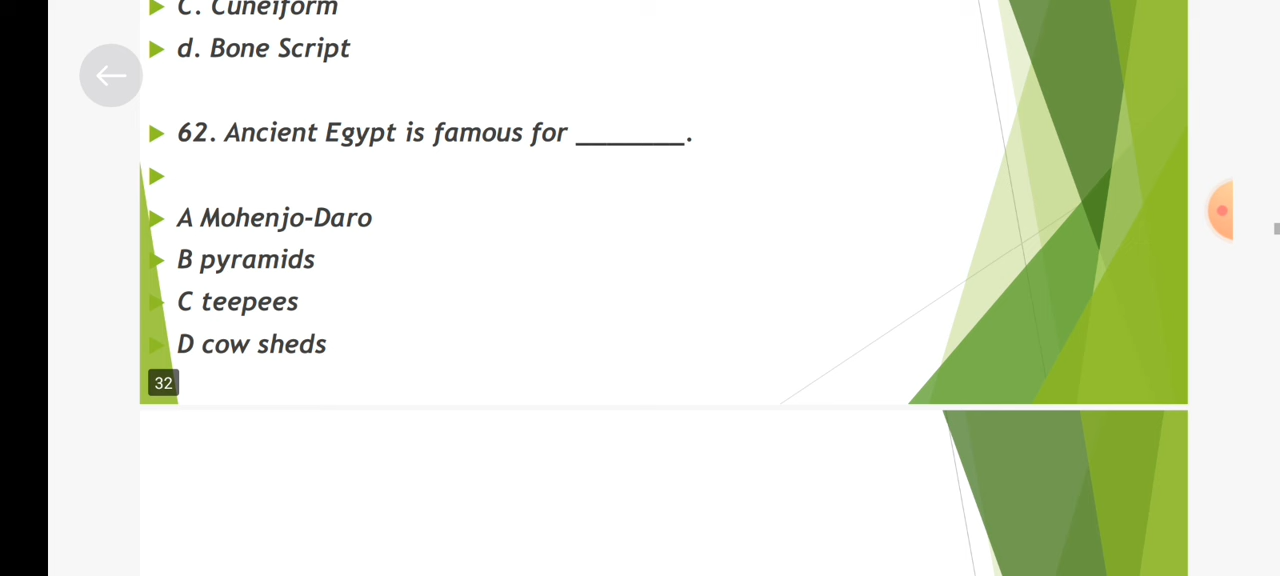 C. Cuneiform
d. Bone Script
62. Ancient Egypt is famous for ________.
A Mohenjo-Daro
B pyramids
C teepees
D cow sheds
32